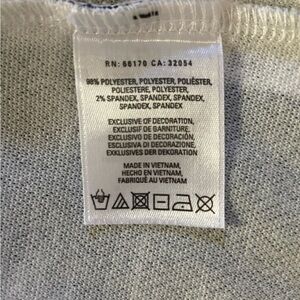 RN: 66170 CA: 32054
98% POLYESTER, POLYESTER, POLIÉSTER,
POLIESTERE, POLYESTER,
2% SPANDEX, SPANDEX, SPANDEX,
SPANDEX, SPANDEX
EXCLUSIVE OF DECORATION,
EXCLUSIF DE GARNITURE,
EXCLUSIVO DE DECORACIÓN,
ESCLUSIVA DI DECORAZIONE,
EXKLUSIVES DER DEKORATION
MADE IN VIETNAM,
HECHO EN VIETNAM,
FABRIQUÉ AU VIETNAM